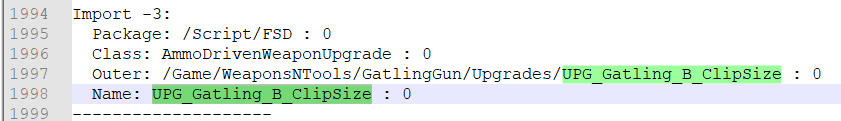 1994 Import -3:
1995 Package: /Script/FSD : 0
1996 Class: AmmoDrivenWeaponUpgrade : 0
1997 Outer: /Game/WeaponsNTools/GatlingGun/Upgrades/UPG_Gatling_B_ClipSize : 0
1998 Name: UPG_Gatling_B_ClipSize : 0
1999 --------------------